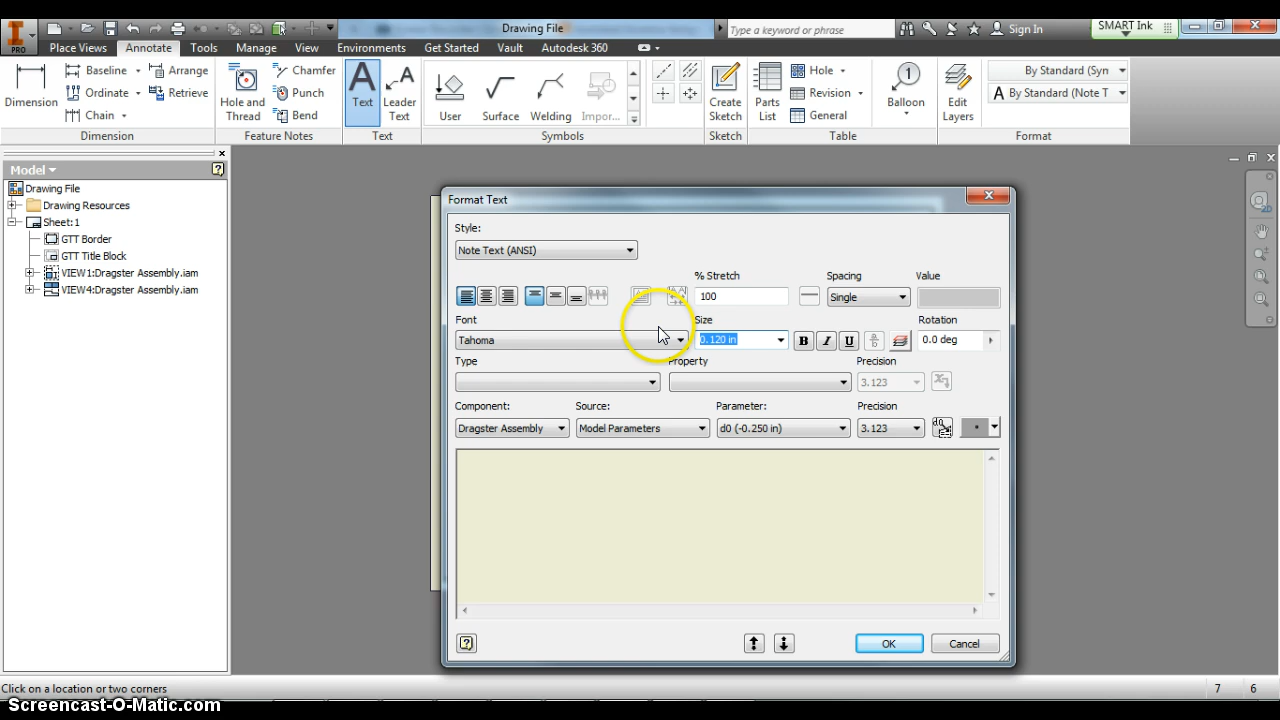 PRO
Drawing File
Type a keyword or phrase
Sign In
SMART Ink
Place Views
Annotate
Tools
Manage
View
Environments
Get Started
Vault
Autodesk 360
Dimension
Baseline
Ordinate
Chain
Arrange
Retrieve
Dimension
Hole and
Thread
Chamfer
Punch
Bend
Feature Notes
A
Text
Leader
Text
Text
User
Surface
Welding
Impor...
Symbols
Create
Sketch
Sketch
Parts
List
Hole
Revision
General
Table
1
Balloon
Edit
Layers
By Standard (Syn
A By Standard (Note T
Format
Model
Drawing File
Drawing Resources
Sheet:1
GTT Border
GTT Title Block
VIEW1:Dragster Assembly.iam
VIEW4:Dragster Assembly.iam
2D
Format Text
Style:
Note Text (ANSI)
% Stretch
Spacing
Value
100
Single
Font
Size
Rotation
Tahoma
0.120 in
B
I
U
0.0 deg
Type
Property
Precision
3.123
Component:
Source:
Parameter:
Precision
Dragster Assembly
Model Parameters
d0 (-0.250 in)
3.123
OK
Cancel
Click on a location or two corners
7
6
Screencast-O-Matic.com